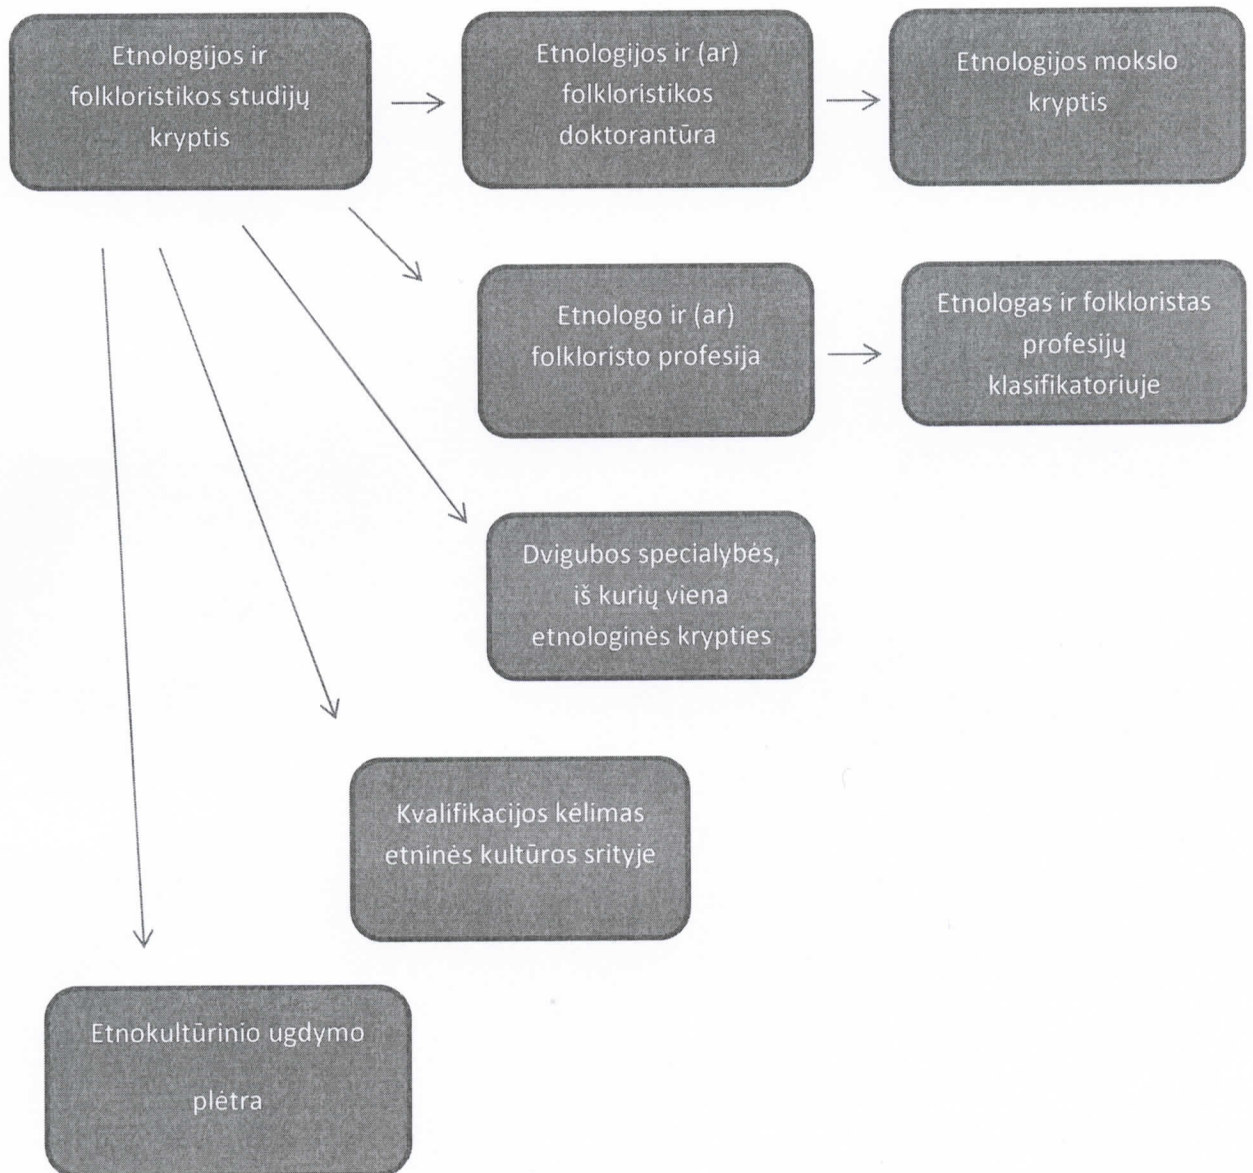 Etnologijos ir
folkloristikos studijų
kryptis
Etnologijos ir (ar)
folkloristikos
doktorantūra
Etnologijos mokslo
kryptis
Etnologo ir (ar)
folkloristo profesija
Etnologas ir folkloristas
profesijų
klasifikatoriuje
Dvigubos specialybės,
iš kurių viena
etnologinės krypties
Kvalifikacijos kėlimas
etninės kultūros srityje
Etnokultūrinio ugdymo
plėtra